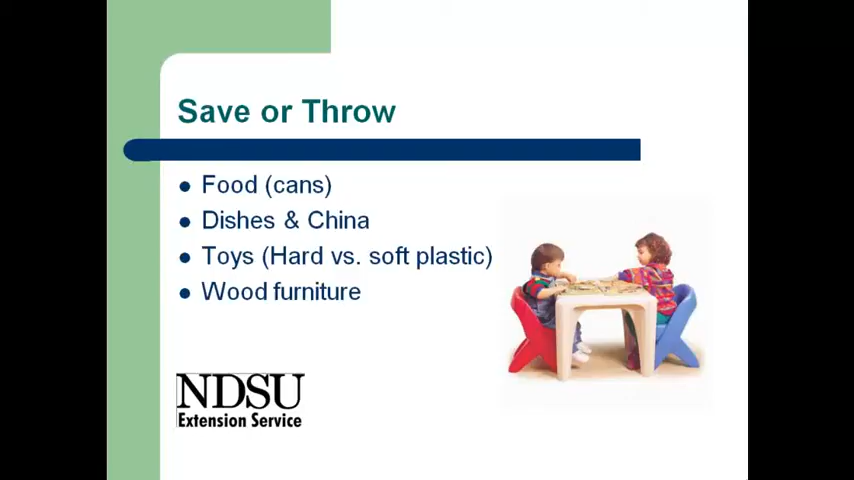 Save or Throw
Food (cans)
Dishes & China
Toys (Hard vs. soft plastic)
Wood furniture
NDSU
Extension Service